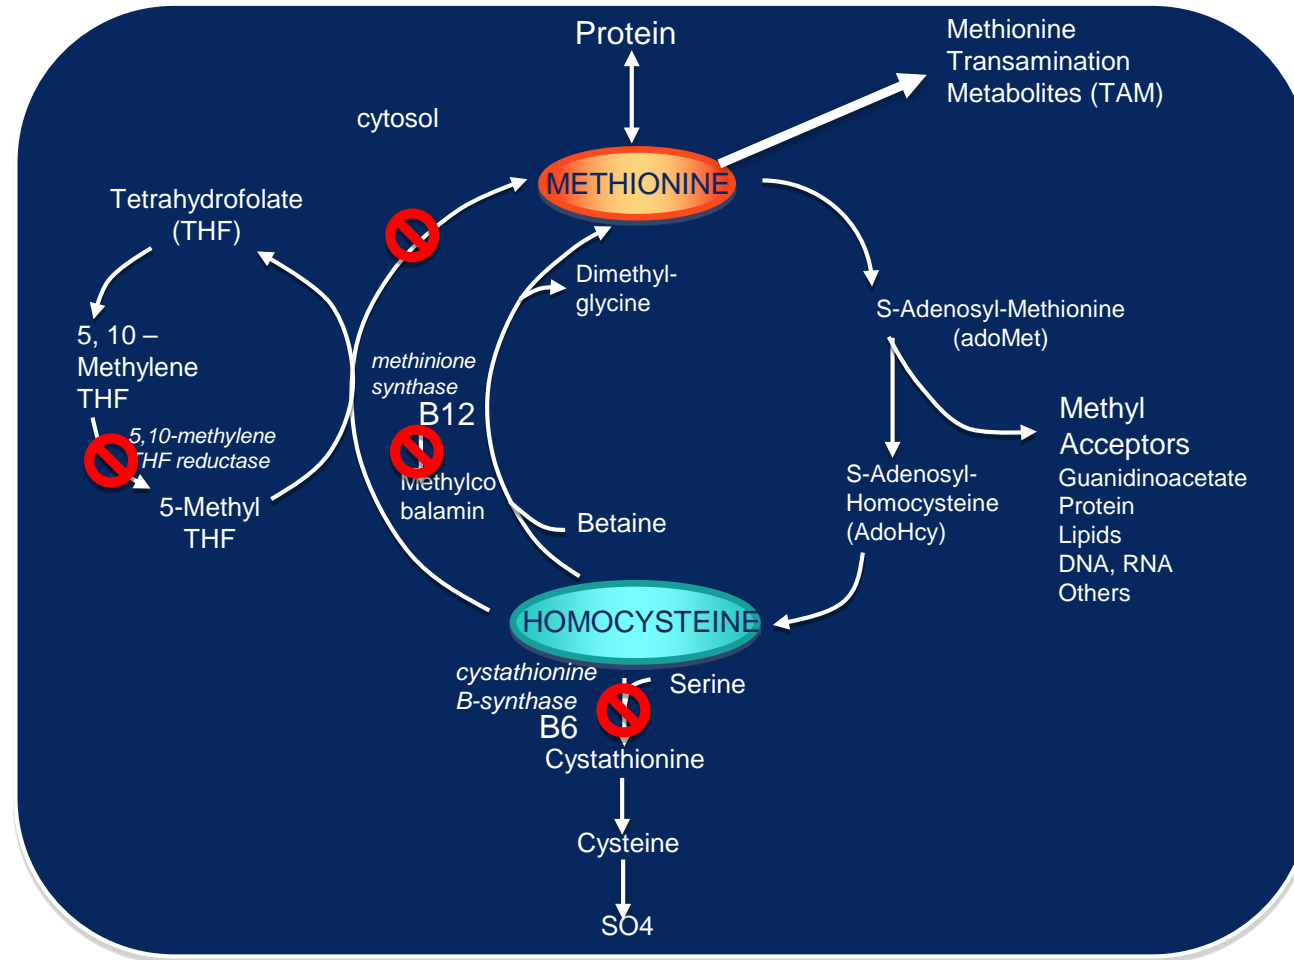 Protein
Methionine
Transamination
Metabolites (TAM)
cytosol
METHIONINE
Tetrahydrofolate
(THF)
Dimethyl-
glycine
S-Adenosyl-Methionine
(adoMet)
5, 10 –
Methylene
THF
methinione
synthase
B12
Methyl
Acceptors
Guanidinoacetate
Protein
Lipids
DNA, RNA
Others
5,10-methylene
THF reductase
S-Adenosyl-
Homocysteine
(AdoHcy)
Methylco
balamin
5-Methyl
THF
Betaine
HOMOCYSTEINE
cystathionine
B-synthase
B6
Serine
Cystathionine
Cysteine
SO4